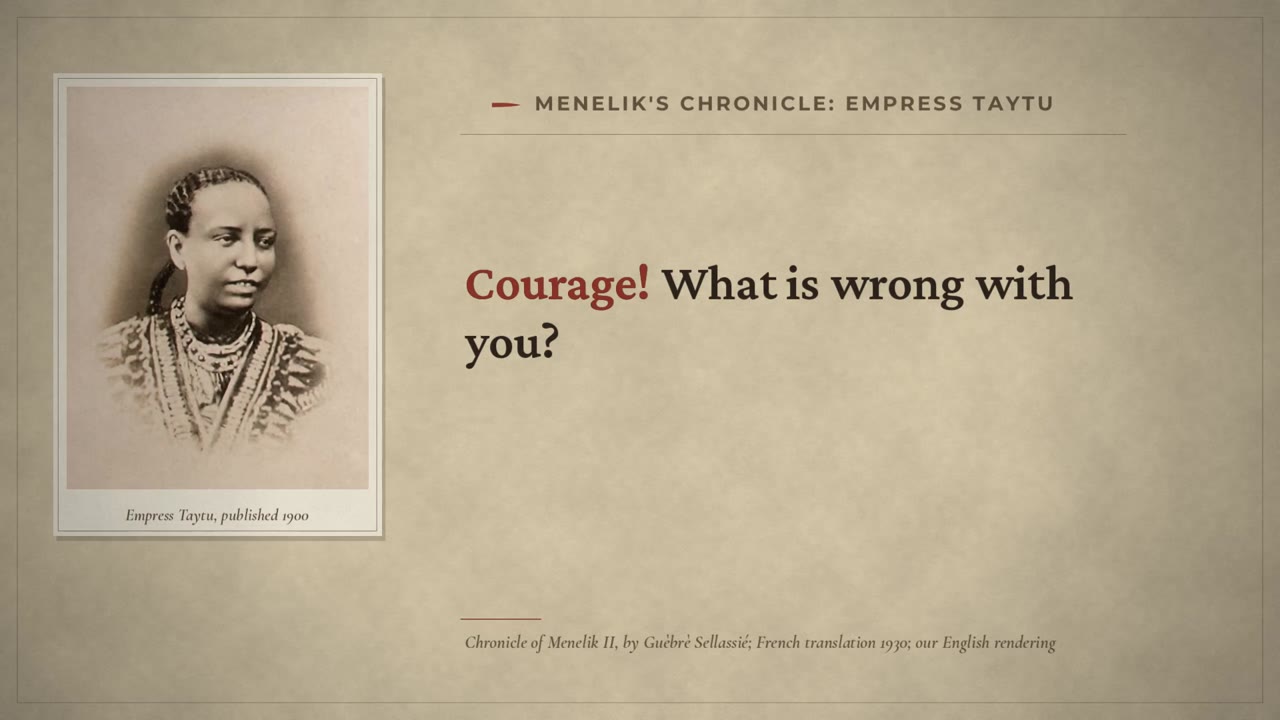 MENELIK'S CHRONICLE: EMPRESS TAYTU
Courage! What is wrong with
you?
Empress Taytu, published 1900
Chronicle of Menelik II, by Guèbrè Sellassié; French translation 1930; our English rendering